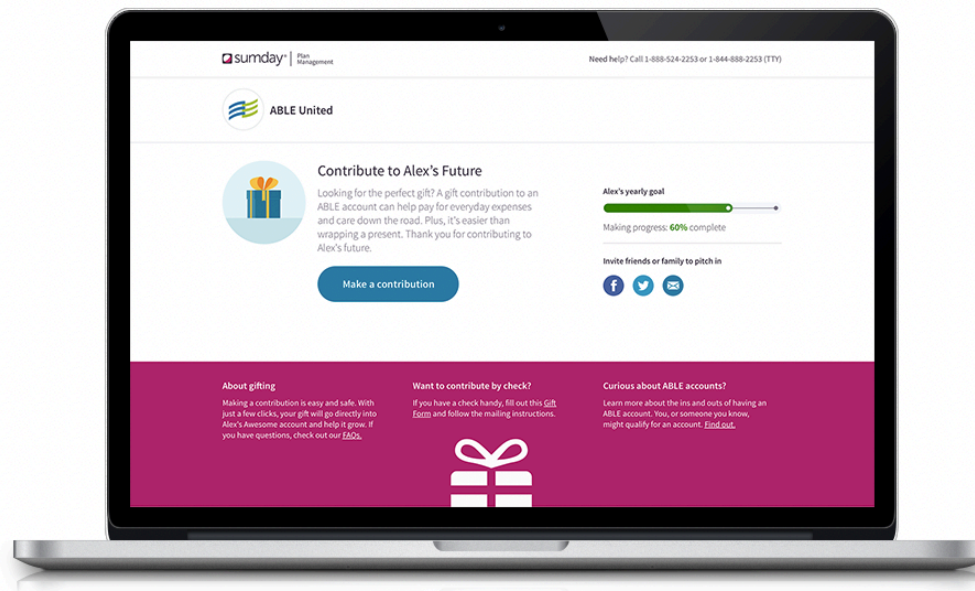 sumday
Plan
Management
Need help? Call 1-888-524-2253 or 1-844-888-2253 (TTY)
ABLE United
Contribute to Alex's Future
Looking for the perfect gift? A gift contribution to an
ABLE account can help pay for everyday expenses
and care down the road. Plus, it's easier than
wrapping a present. Thank you for contributing to
Alex's future.
Make a contribution
Alex's yearly goal
Making progress: 60% complete
Invite friends or family to pitch in
About gifting
Making a contribution is easy and safe. With
just a few clicks, your gift will go directly into
Alex's Awesome account and help it grow. If
you have questions, check out our FAQs.
Want to contribute by check?
If you have a check handy, fill out this Gift
Form and follow the mailing instructions.
Curious about ABLE accounts?
Learn more about the ins and outs of having an
ABLE account. You, or someone you know,
might qualify for an account. Find out.